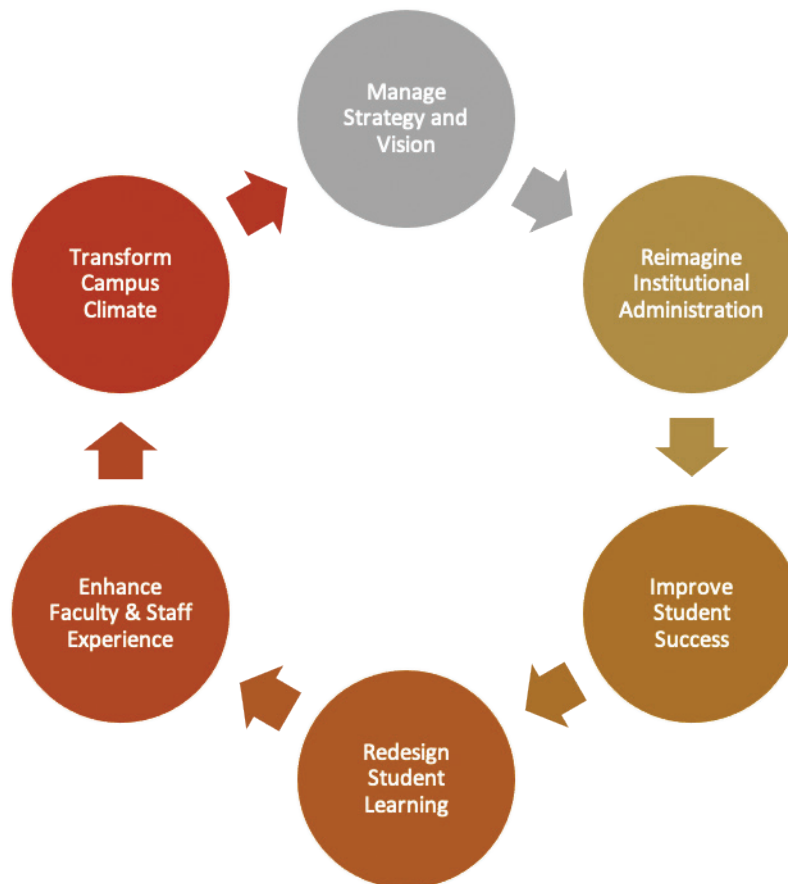 Manage
Strategy and
Vision
Reimagine
Institutional
Administration
Improve
Student
Success
Redesign
Student
Learning
Enhance
Faculty & Staff
Experience
Transform
Campus
Climate